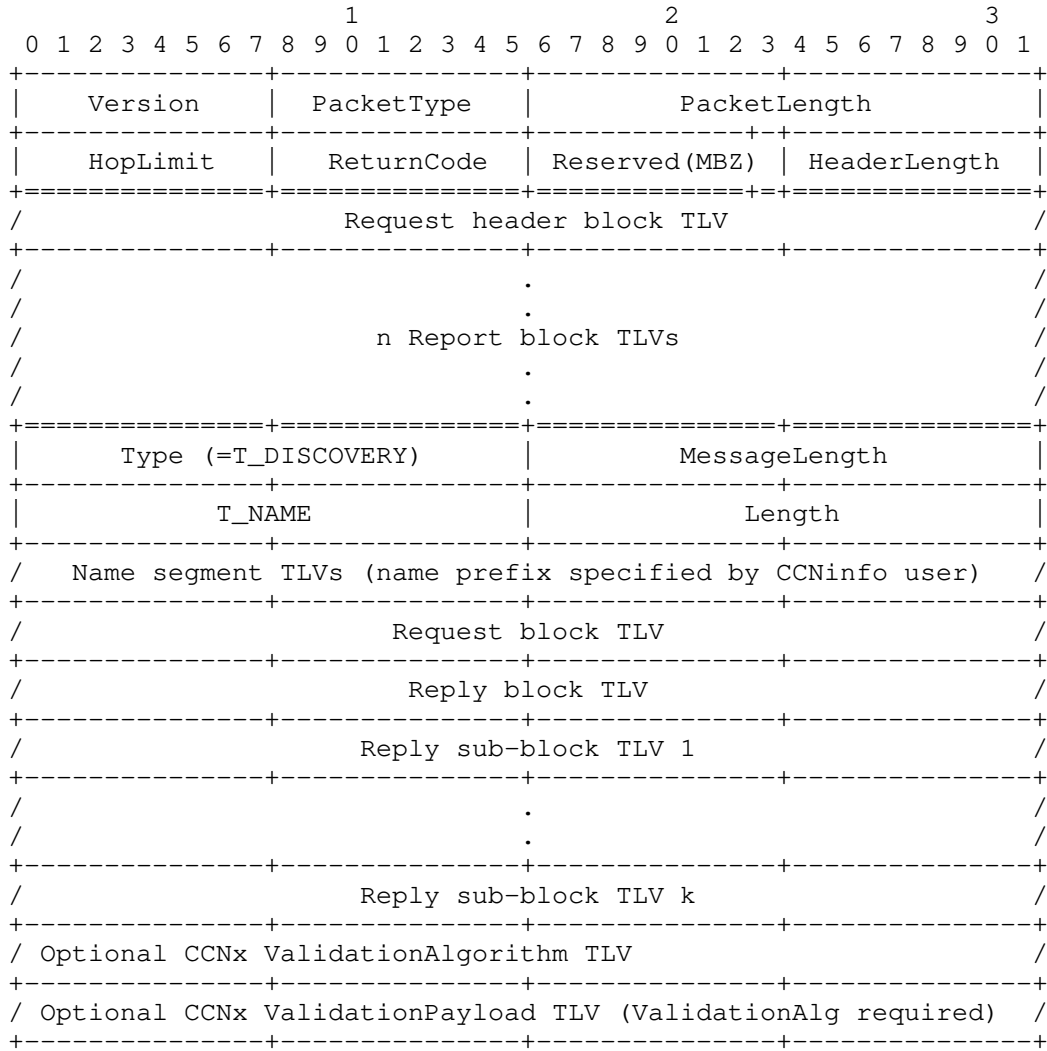 1                   2                   3
 0 1 2 3 4 5 6 7 8 9 0 1 2 3 4 5 6 7 8 9 0 1 2 3 4 5 6 7 8 9 0 1
+---------------+---------------+---------------+---------------+
|    Version    |  PacketType   |         PacketLength          |
+---------------+---------------+-------------+-+---------------+
|    HopLimit   |   ReturnCode  | Reserved(MBZ) | HeaderLength  |
+===============+===============+=============+=+===============+
/                    Request header block TLV                   /
+---------------+---------------+---------------+---------------+
/                               .                               /
/                               .                               /
/                      n Report block TLVs                      /
/                               .                               /
/                               .                               /
+===============+===============+===============+===============+
|      Type (=T_DISCOVERY)      |         MessageLength         |
+---------------+---------------+---------------+---------------+
|            T_NAME             |             Length            |
+---------------+---------------+---------------+---------------+
/   Name segment TLVs (name prefix specified by CCNinfo user)   /
+---------------+---------------+---------------+---------------+
/                       Request block TLV                       /
+---------------+---------------+---------------+---------------+
/                        Reply block TLV                        /
+---------------+---------------+---------------+---------------+
/                     Reply sub-block TLV 1                     /
+---------------+---------------+---------------+---------------+
/                               .                               /
/                               .                               /
+---------------+---------------+---------------+---------------+
/                     Reply sub-block TLV k                     /
+---------------+---------------+---------------+---------------+
/ Optional CCNx ValidationAlgorithm TLV                         /
+---------------+---------------+---------------+---------------+
/ Optional CCNx ValidationPayload TLV (ValidationAlg required)  /
+---------------+---------------+---------------+---------------+